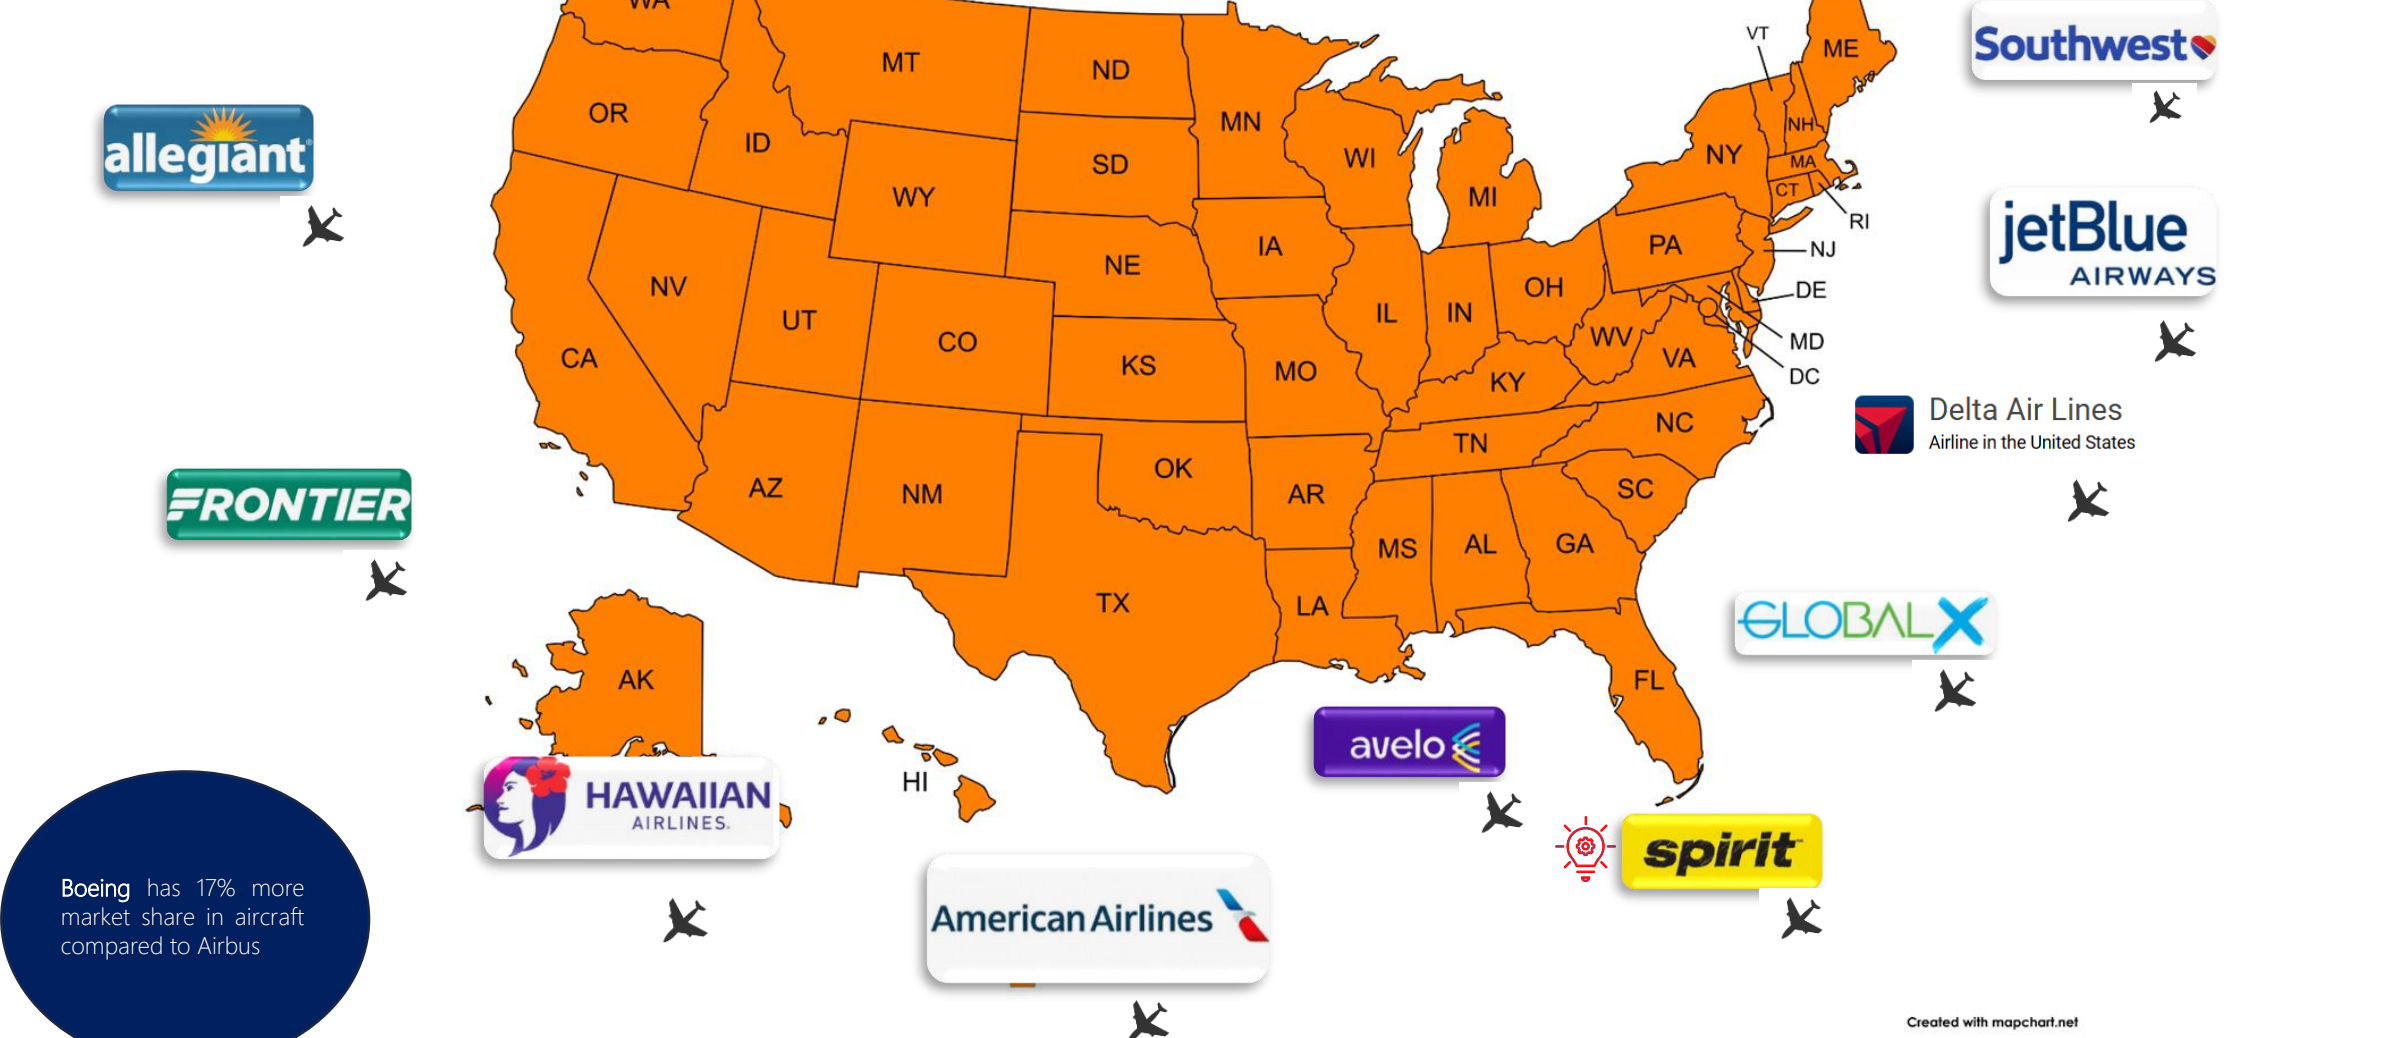 WA
MT
ND
MN
VT
ME
Southwest
OR
ID
SD
WI
NH
NY
MA
allegiant
WY
MI
CT
RI
jetBlue
AIRWAYS
IA
PA
NJ
NE
NV
OH
DE
UT
IL
IN
CO
WV
MD
CA
KS
MO
VA
DC
KY
Delta Air Lines
Airline in the United States
NC
TN
OK
FRONTIER
AZ
NM
AR
SC
MS
AL
GA
TX
LA
GLOBALX
AK
FL
avelo
HI
HAWAIIAN
AIRLINES.
spirit
American Airlines
Boeing has 17% more
market share in aircraft
compared to Airbus
Created with mapchart.net